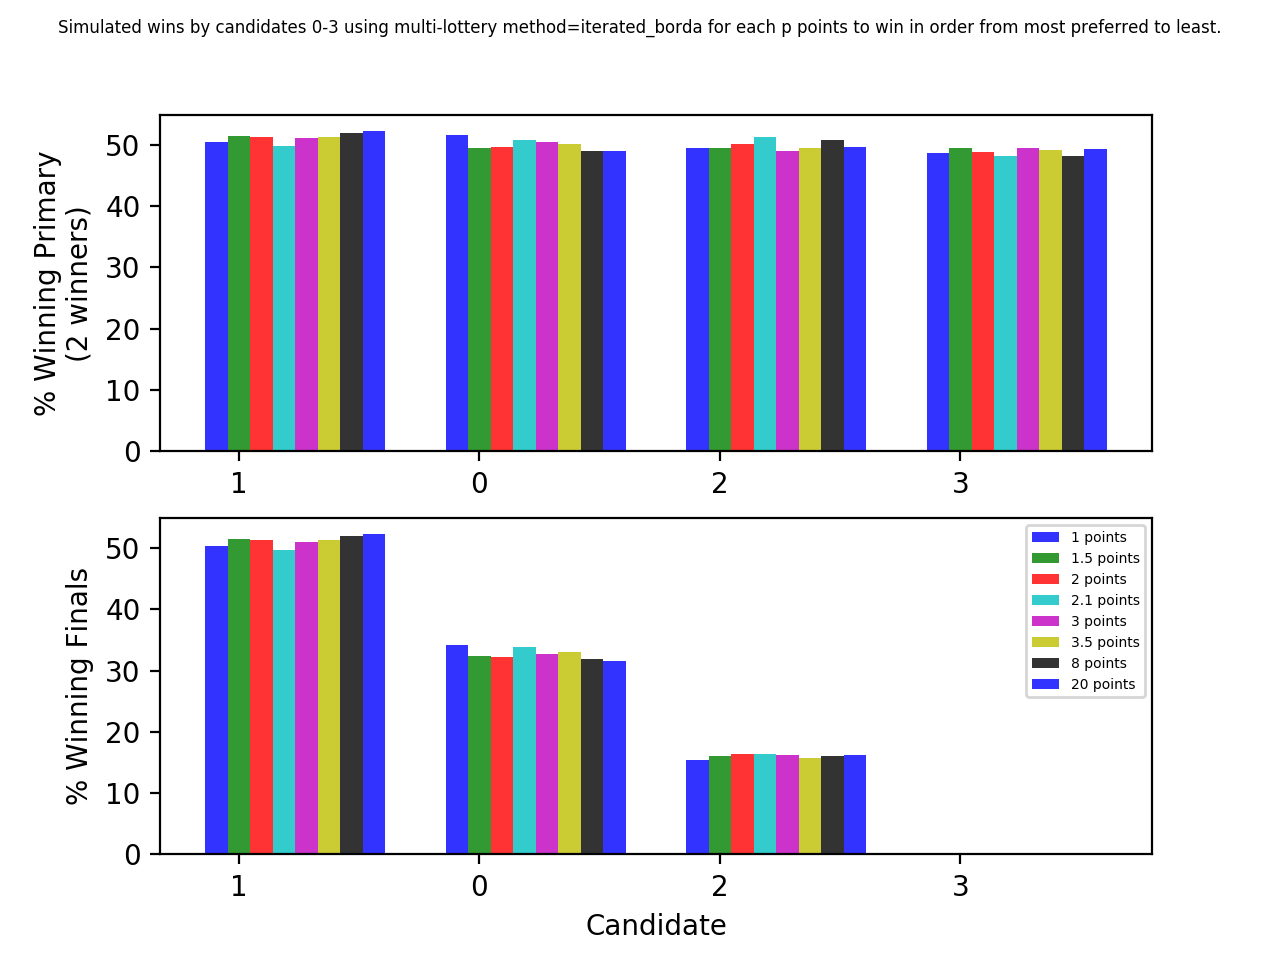 Simulated wins by candidates 0-3 using multi-lottery method=iterated_borda for each p points to win in order from most preferred to least.
% Winning Primary
(2 winners)
50
40
30
20
10
0
1 0 2 3
% Winning Finals
50
40
30
20
10
0
1 points
1.5 points
2 points
2.1 points
3 points
3.5 points
8 points
20 points
1 0 2 3
Candidate